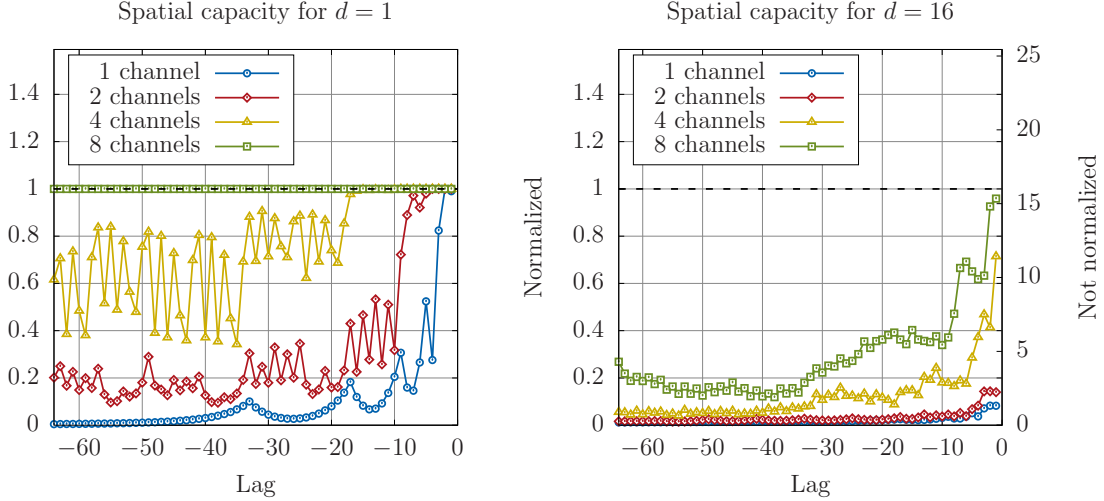 Spatial capacity for d = 1
1 channel
2 channels
4 channels
8 channels
1.4
1.2
1
0.8
0.6
0.4
0.2
0
−60 −50 −40 −30 −20 −10 0
Lag
Spatial capacity for d = 16
1 channel
2 channels
4 channels
8 channels
Normalized
1.4
1.2
1
0.8
0.6
0.4
0.2
0
−60 −50 −40 −30 −20 −10 0
Lag
25
20
15
10
5
0
Not normalized